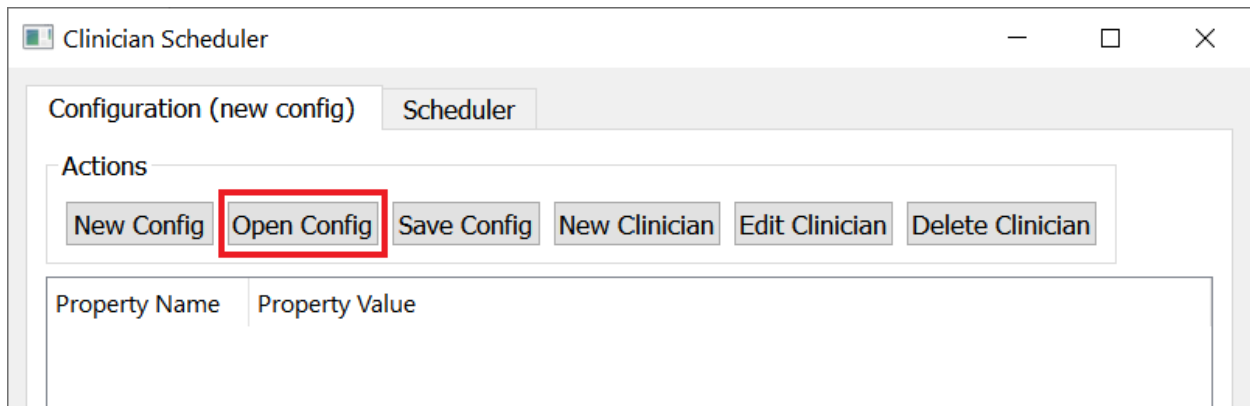 Clinician Scheduler
Configuration (new config) Scheduler
Actions
New Config Open Config Save Config New Clinician Edit Clinician Delete Clinician
Property Name Property Value